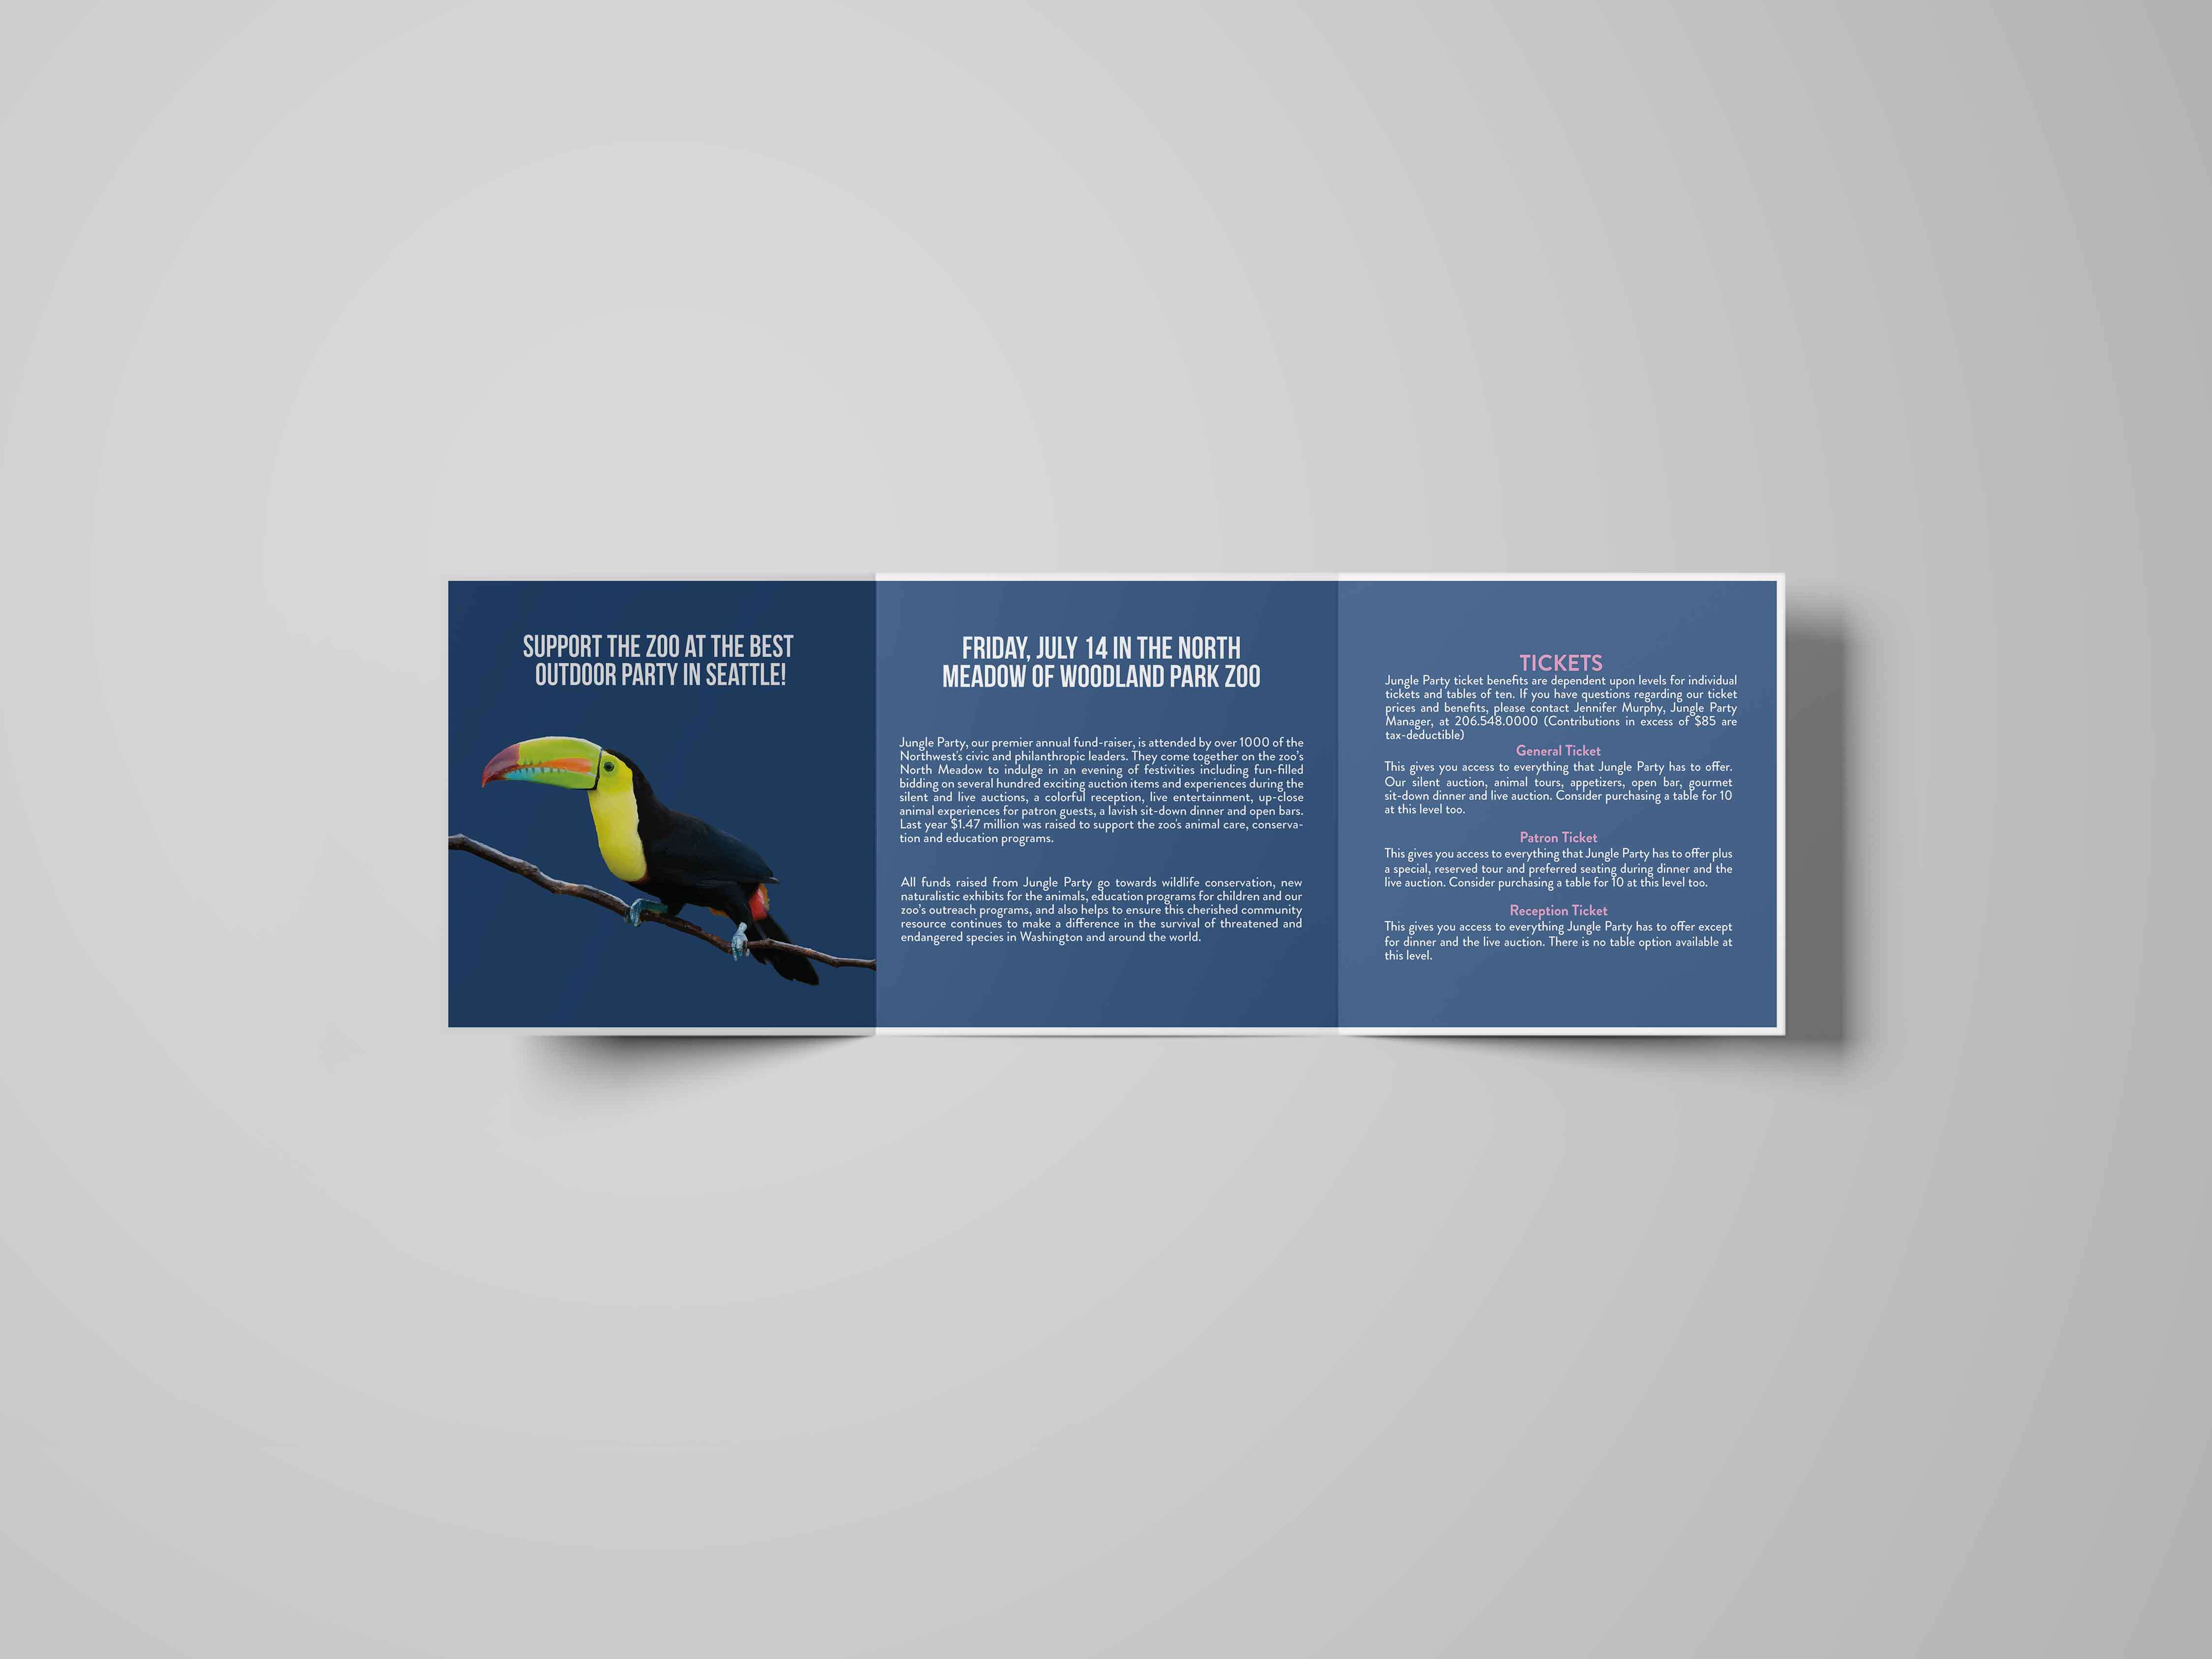 SUPPORT THE ZOO AT THE BEST
OUTDOOR PARTY IN SEATTLE!
FRIDAY, JULY 14 IN THE NORTH
MEADOW OF WOODLAND PARK ZOO
Jungle Party, our premier annual fund-raiser, is attended by over 1000 of the
Northwest's civic and philanthropic leaders. They come together on the zoo's
North Meadow to indulge in an evening of festivities including fun-filled
bidding on several hundred exciting auction items and experiences during the
silent and live auctions, a colorful reception, live entertainment, up-close
animal experiences for patron guests, a lavish sit-down dinner and open bars.
Last year $1.47 million was raised to support the zoo's animal care, conserva-
tion and education programs.
All funds raised from Jungle Party go towards wildlife conservation, new
naturalistic exhibits for the animals, education programs for children and our
zoo's outreach programs, and also helps to ensure this cherished community
resource continues to make a difference in the survival of threatened and
endangered species in Washington and around the world.
TICKETS
Jungle Party ticket benefits are dependent upon levels for individual
tickets and tables of ten. If you have questions regarding our ticket
prices and benefits, please contact Jennifer Murphy, Jungle Party
Manager, at 206.548.0000 (Contributions in excess of $85 are
tax-deductible)
General Ticket
This gives you access to everything that Jungle Party has to offer.
Our silent auction, animal tours, appetizers, open bar, gourmet
sit-down dinner and live auction. Consider purchasing a table for 10
at this level too.
Patron Ticket
This gives you access to everything that Jungle Party has to offer plus
a special, reserved tour and preferred seating during dinner and the
live auction. Consider purchasing a table for 10 at this level too.
Reception Ticket
This gives you access to everything Jungle Party has to offer except
for dinner and the live auction. There is no table option available at
this level.